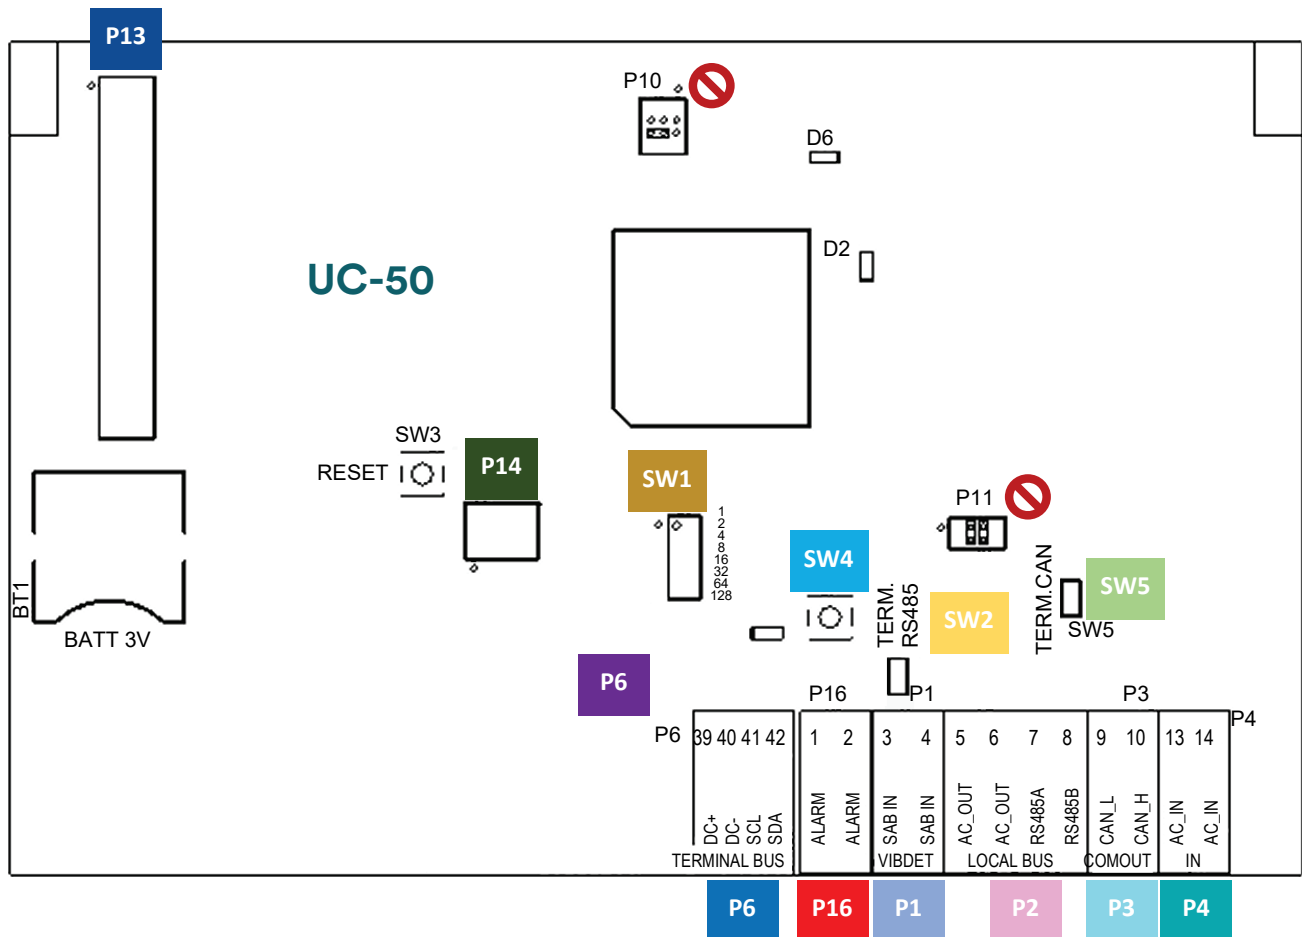 P13
P10
D6
D2
UC-50
SW3
RESET
P14
SW1
1
2
4
8
16
32
64
128
P11
SW4
TERM.
RS485
SW2
TERM.CAN
SW5
SW5
BT1
BATT 3V
P6
P16
P1
P3
P4
P6
39 40 41 42 1 2 3 4 5 6 7 8 9 10 13 14
DC+
DC-
SCL
SDA
ALARM
ALARM
SAB IN
SAB IN
AC_OUT
AC_OUT
RS485A
RS485B
CAN_L
CAN_H
AC_IN
AC_IN
TERMINAL BUS VIBDET LOCAL BUS COMOUT IN
P6 P16 P1 P2 P3 P4